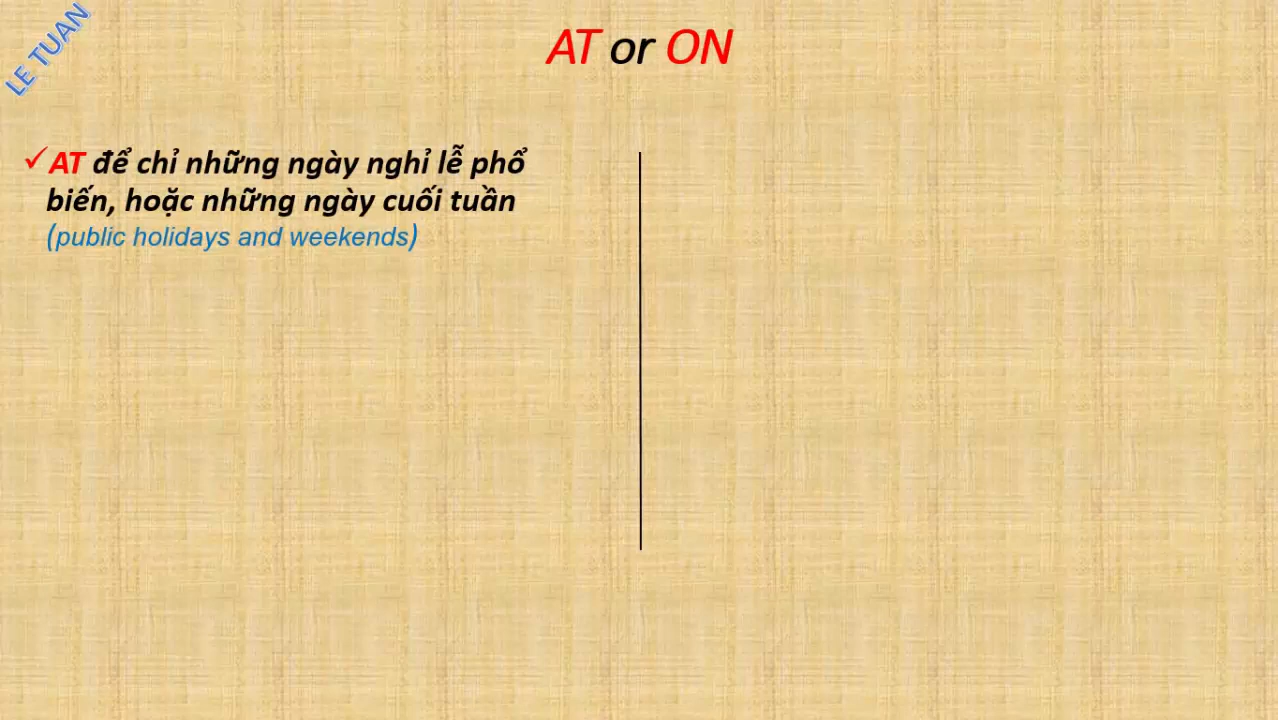 LE TUAN
AT or ON
✓AT để chỉ những ngày nghỉ lễ phổ
biến, hoặc những ngày cuối tuần
(public holidays and weekends)